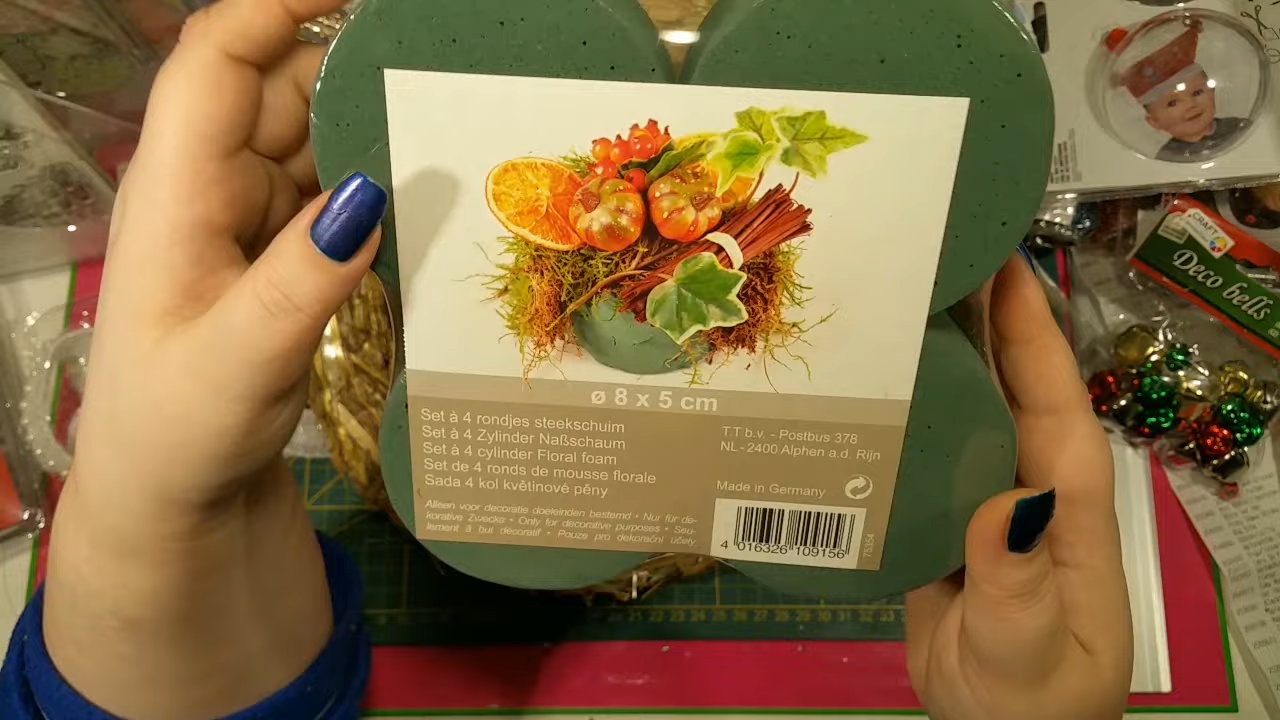 ø 8 x 5 cm
Set à 4 rondjes steekschuim
Set à 4 Zylinder Naßschaum
Set à 4 cylinder Floral foam
Set de 4 ronds de mousse florale
Sada 4 kol květinové pěny
Alleen voor decoratie doeleinden bestemd • Nur für de-
korative Zwecke • Only for decorative purposes • Seu-
lement à but décoratif • Pouze pro dekorační účely
T.T b.v. - Postbus 378
NL-2400 Alphen a.d. Rijn
Made in Germany
4 016326 109156
75154
CRAFT
Deco bells